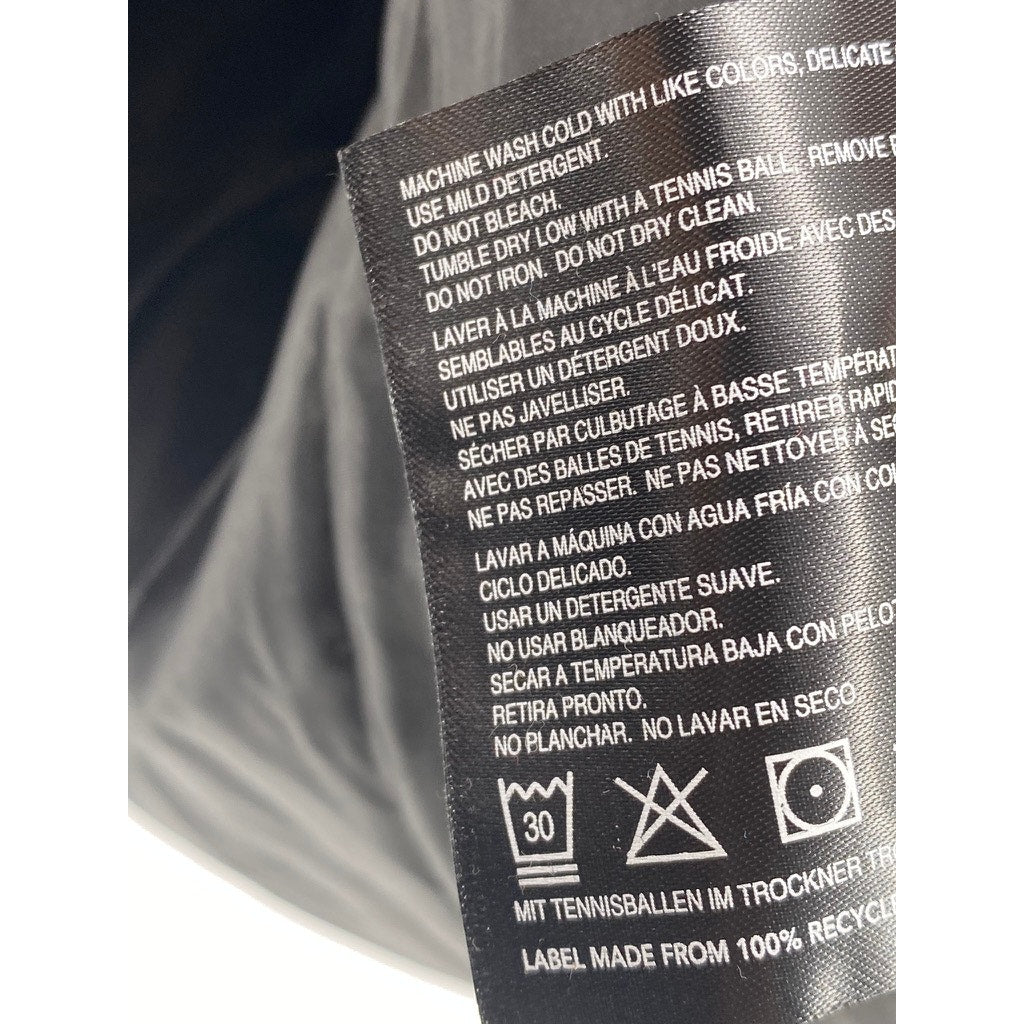 MACHINE WASH COLD WITH LIKE COLORS, DELICATE
USE MILD DETERGENT.
DO NOT BLEACH.
TUMBLE DRY LOW WITH A TENNIS BALL, REMOVE
DO NOT IRON. DO NOT DRY CLEAN.
LAVER À LA MACHINE À L'EAU FROIDE AVEC DES
SEMBLABLES AU CYCLE DÉLICAT.
UTILISER UN DÉTERGENT DOUX.
NE PAS JAVELLISER.
SÉCHER PAR CULBUTAGE À BASSE TEMPÉRAT
AVEC DES BALLES DE TENNIS, RETIRER RAPID
NE PAS REPASSER. NE PAS NETTOYER À SE
LAVAR A MÁQUINA CON AGUA FRÍA CON CO
CICLO DELICADO.
USAR UN DETERGENTE SUAVE.
NO USAR BLANQUEADOR.
SECAR A TEMPERATURA BAJA CON PELOT
RETIRA PRONTO.
NO PLANCHAR. NO LAVAR EN SECO
30
MIT TENNISBALLEN IM TROCKNER TR
LABEL MADE FROM 100% RECYCL